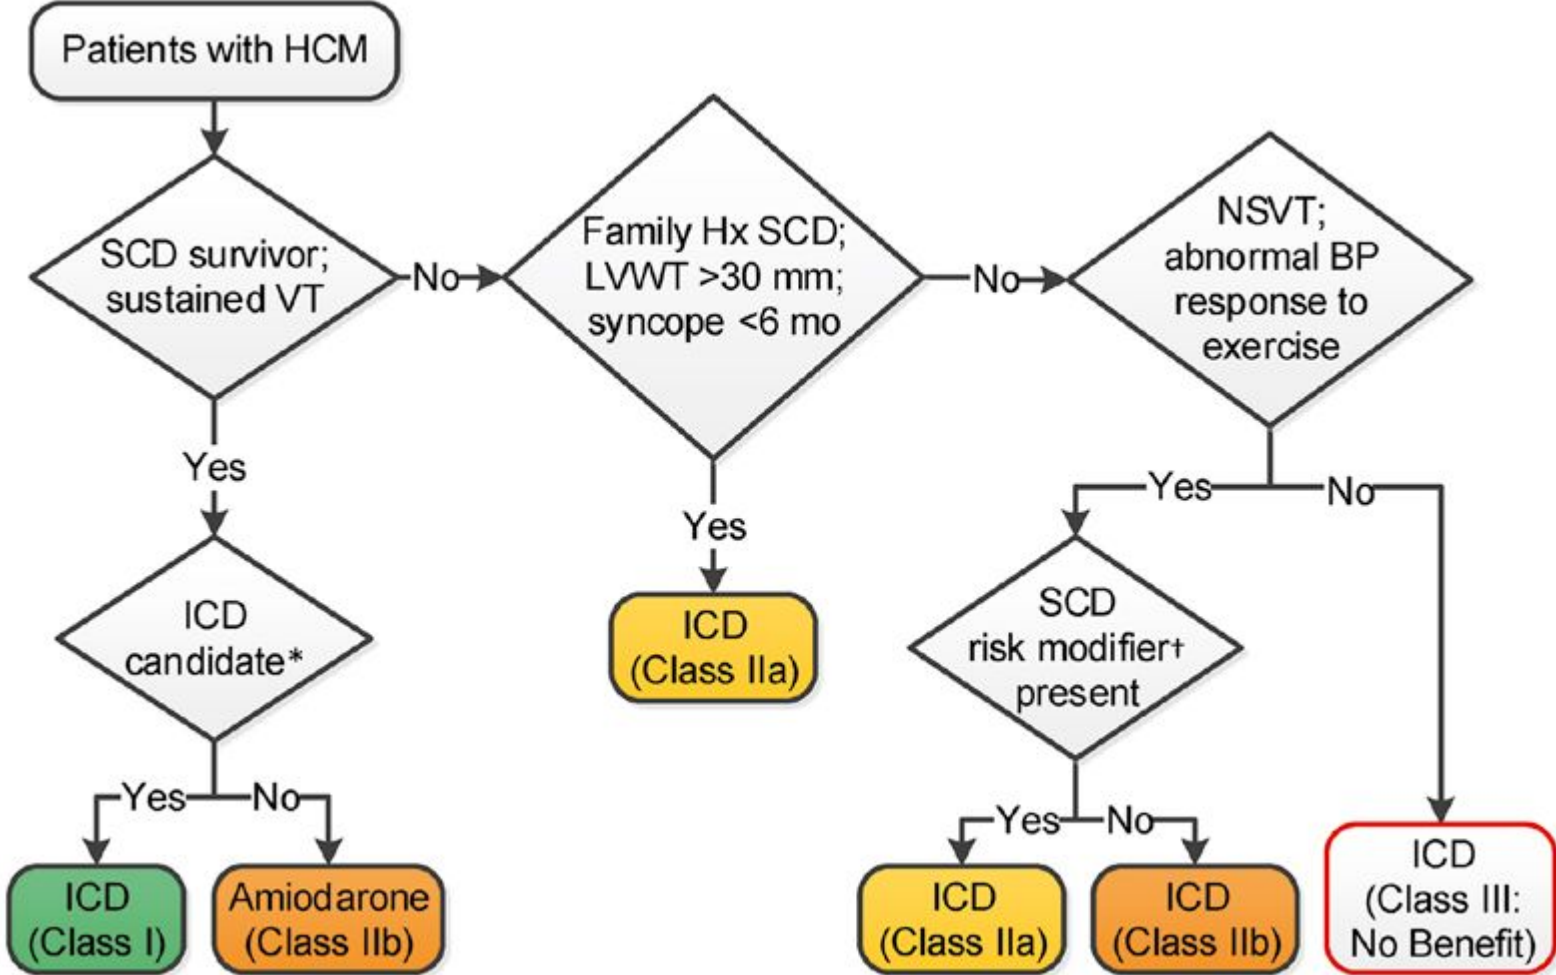 Patients with HCM
SCD survivor;
sustained VT
No
Family Hx SCD;
LVWT >30 mm;
syncope <6 mo
No
NSVT;
abnormal BP
response to
exercise
Yes
ICD
candidate*
Yes
No
ICD
(Class I)
Amiodarone
(Class IIb)
Yes
ICD
(Class IIa)
Yes
No
SCD
risk modifier†
present
Yes
No
ICD
(Class IIa)
ICD
(Class IIb)
ICD
(Class III:
No Benefit)